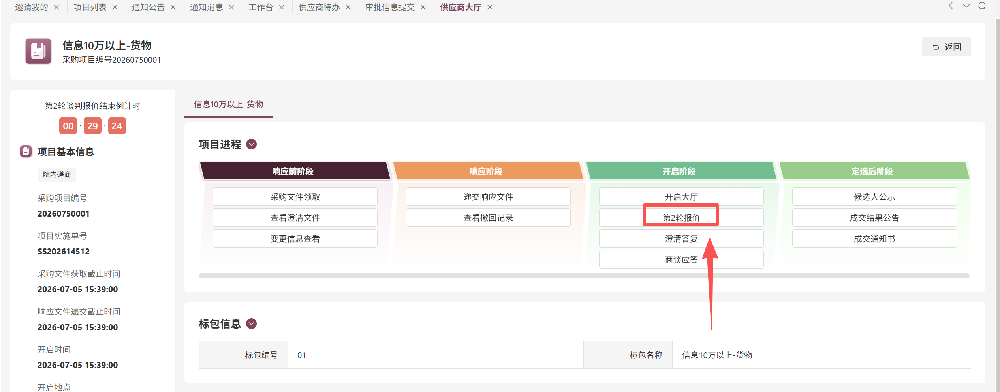 邀请我的 项目列表 通知公告 通知消息 工作台 供应商待办 审批信息提交 供应商大厅
信息10万以上-货物
采购项目编号20260750001
返回
第2轮谈判报价结束倒计时
00 : 29 : 24
项目基本信息
院内磋商
采购项目编号
20260750001
项目实施单号
SS202614512
采购文件获取截止时间
2026-07-05 15:39:00
响应文件递交截止时间
2026-07-05 15:39:00
开启时间
2026-07-05 15:39:00
开启地点
信息10万以上-货物
项目进程
响应前阶段
采购文件领取
查看澄清文件
变更信息查看
响应阶段
递交响应文件
查看撤回记录
开启阶段
开启大厅
第2轮报价
澄清答复
商谈应答
定选后阶段
候选人公示
成交结果公告
成交通知书
标包信息
标包编号 01 标包名称 信息10万以上-货物